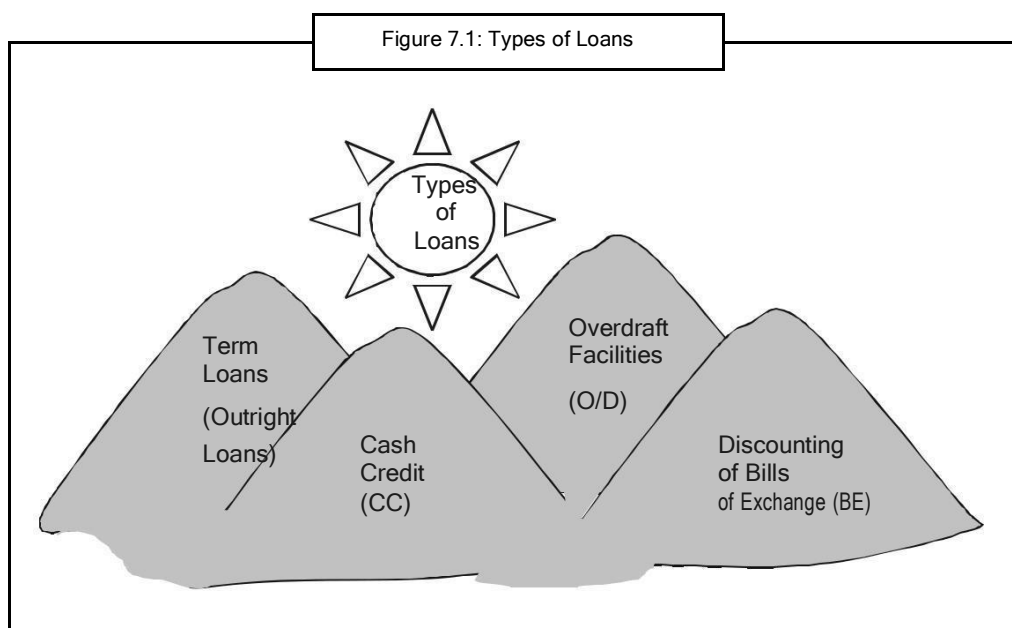 Figure 7.1: Types of Loans
Types
of
Loans
Term
Loans
(Outright
Loans)
Cash
Credit
(CC)
Overdraft
Facilities
(O/D)
Discounting
of Bills
of Exchange (BE)